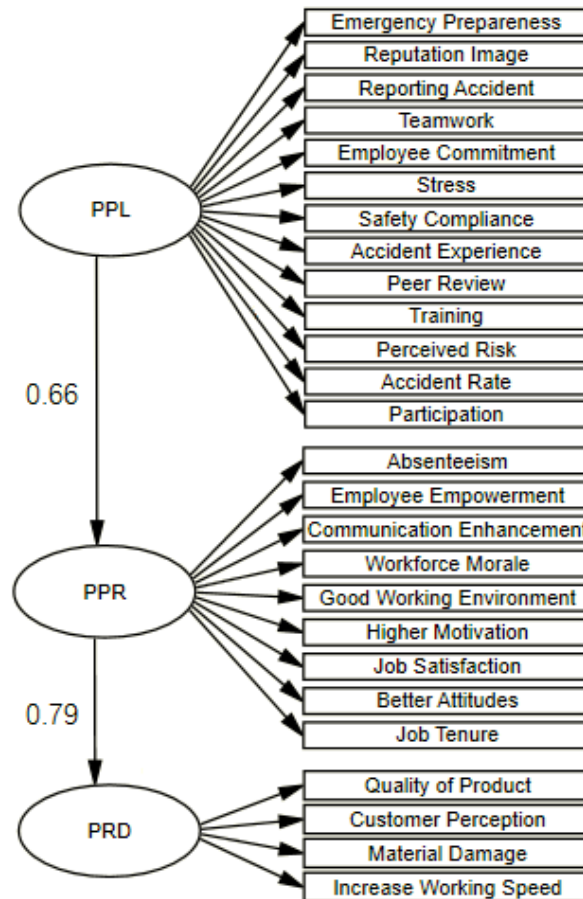 Emergency Prepareness
Reputation Image
Reporting Accident
Teamwork
Employee Commitment
Stress
PPL
Safety Compliance
Accident Experience
Peer Review
Training
Perceived Risk
Accident Rate
Participation
0.66
Absenteeism
Employee Empowerment
Communication Enhancement
Workforce Morale
PPR
Good Working Environment
Higher Motivation
Job Satisfaction
Better Attitudes
Job Tenure
0.79
Quality of Product
Customer Perception
PRD
Material Damage
Increase Working Speed